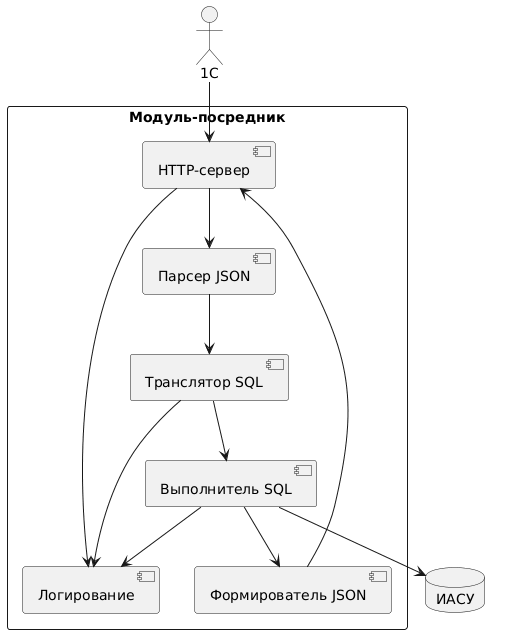 1С
Модуль-посредник
HTTP-сервер
Парсер JSON
Транслятор SQL
Выполнитель SQL
Логирование
Формирователь JSON
ИАСУ